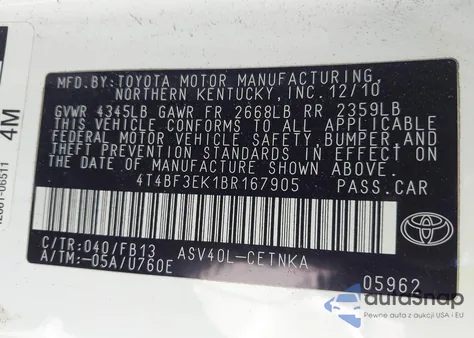 MFD.BY:TOYOTA MOTOR MANUFACTURING,
NORTHERN KENTUCKY,INC.12/10
GVWR 4345LB GAWR FR 2668LB RR 2359LB
THIS VEHICLE CONFORMS TO ALL APPLICABLE
FEDERAL MOTOR VEHICLE SAFETY,BUMPER,AND
THEFT PREVENTION STANDARDS IN EFFECT ON
THE DATE OF MANUFACTURE SHOWN ABOVE.
4T4BF3EK1BR167905 PASS.CAR
C/TR:040/FB13 ASV40L-CETNKA
A/TM:-05A/U760E
05962
TOYOTA
4M
autoSnap
Pewne auta z aukcji USA i EU